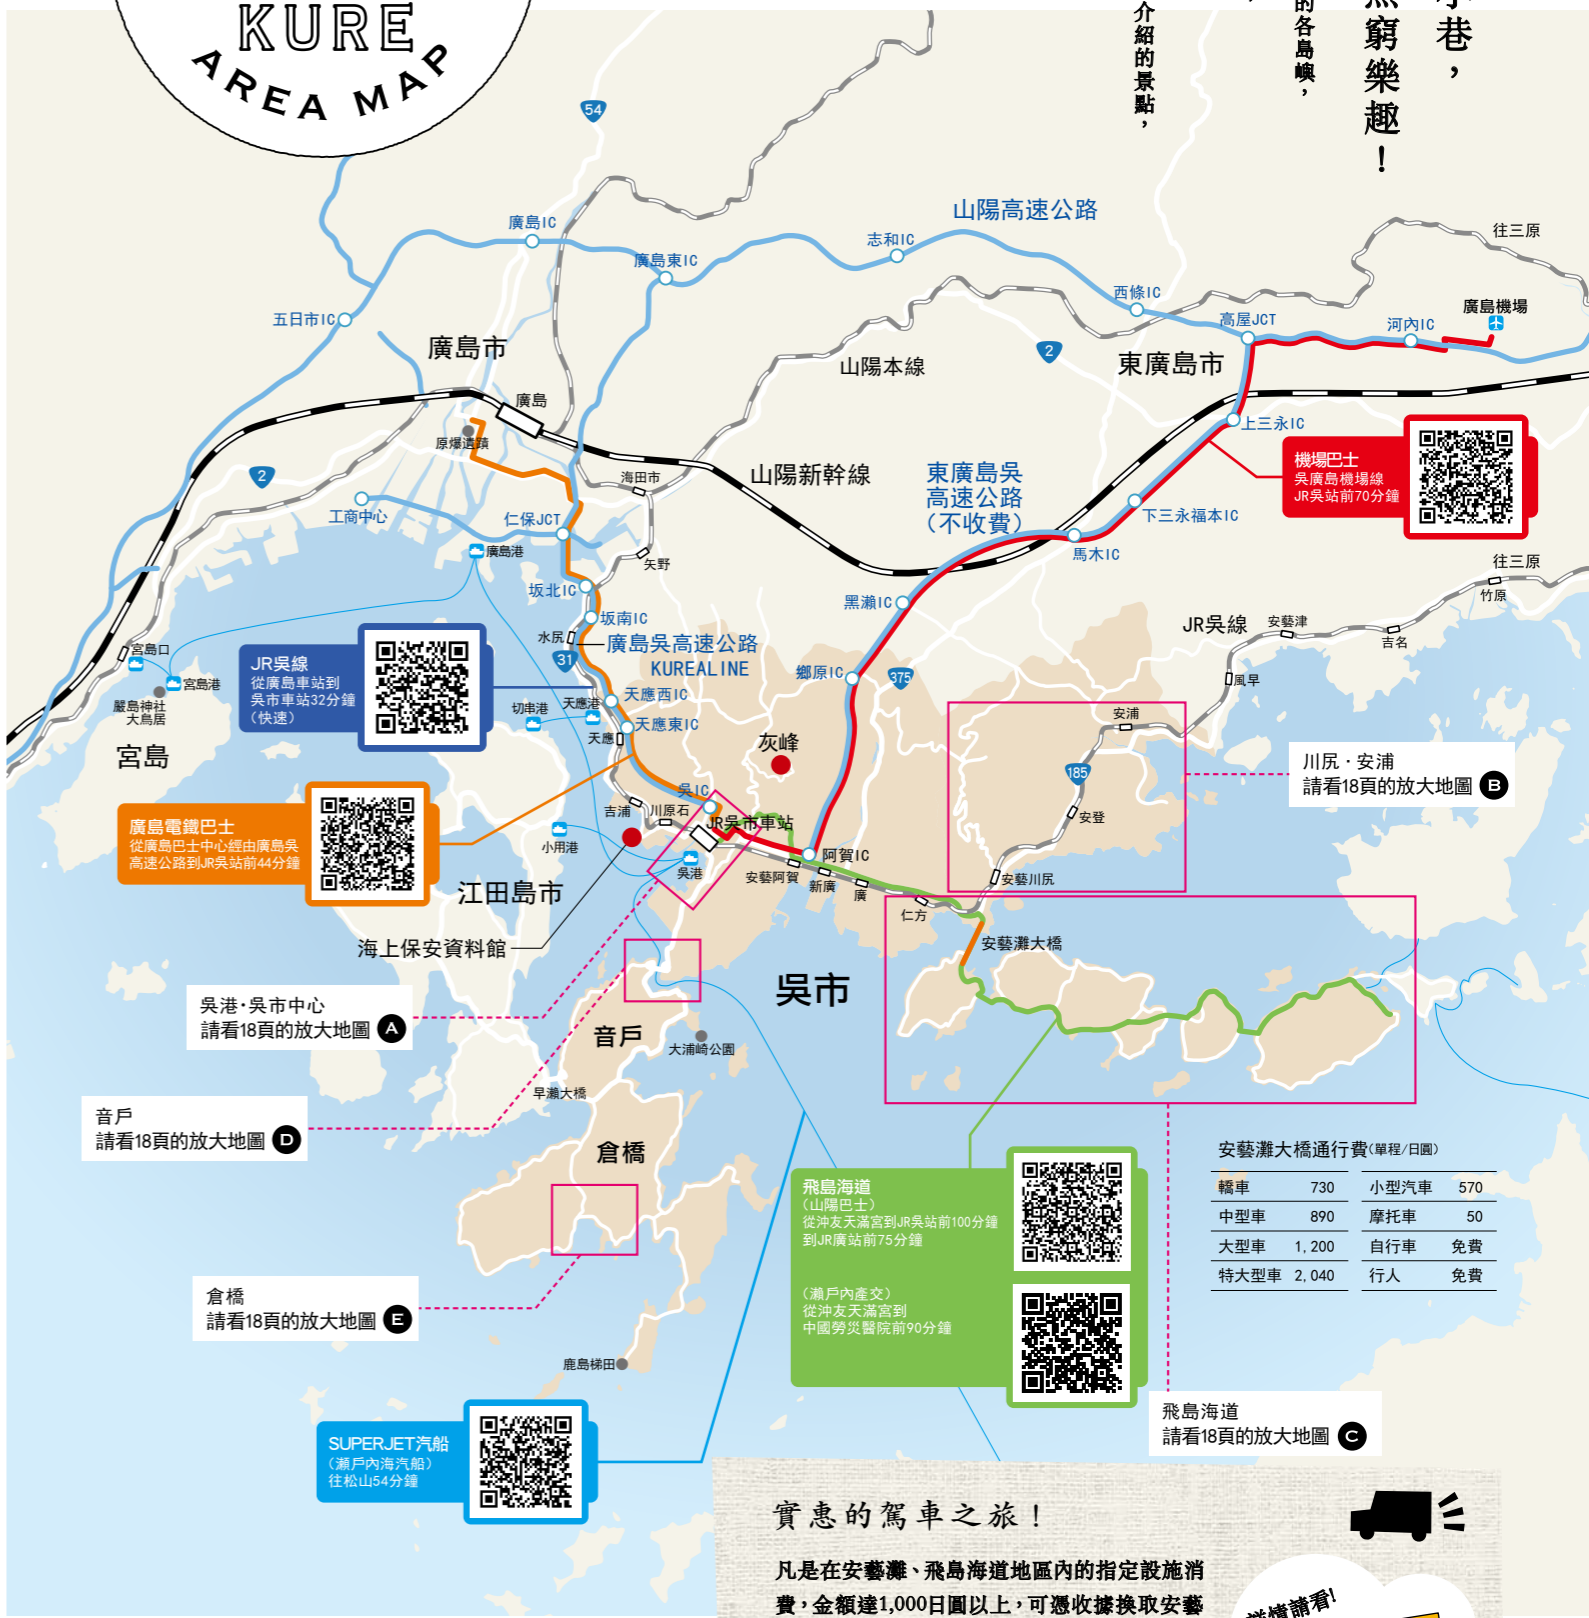 KURE
AREA MAP
水巷，
無窮樂趣！
的各島嶼，
介紹的景點，
54
山陽高速公路
廣島IC
廣島東IC
志和IC
往三原
西條IC
高屋JCT
廣島機場
河內IC
五日市IC
廣島市
2
東廣島市
山陽本線
廣島
原爆遺蹟
上三永IC
機場巴士
吳廣島機場線
JR吳站前70分鐘
2
海田市
山陽新幹線
東廣島吳
高速公路
（不收費）
工商中心
仁保JCT
下三永福本IC
廣島港
矢野
馬木IC
往三原
坂北IC
竹原
黑瀨IC
坂南IC
水尻
JR吳線
安藝津
吉名
廣島吳高速公路
KUREALINE
31
宮島口
宮島港
嚴島神社
大鳥居
宮島
JR吳線
從廣島車站到
吳市車站32分鐘
（快速）
鄉原IC
375
風早
天應西IC
切串港
天應港
天應東IC
天應
安浦
灰峰
185
川尻・安浦
請看18頁的放大地圖 B
吳IC
吉浦
川原石
JR吳市車站
安登
廣島電鐵巴士
從廣島巴士中心經由廣島吳
高速公路到JR吳站前44分鐘
小用港
阿賀IC
吳港
安藝阿賀
新廣
廣
安藝川尻
仁方
江田島市
海上保安資料館
安藝灘大橋
吳市
吳港・吳市中心
請看18頁的放大地圖 A
音戶
大浦崎公園
早瀨大橋
音戶
請看18頁的放大地圖 D
倉橋
安藝灘大橋通行費(單程/日圓)
轎車 730 小型汽車 570
中型車 890 摩托車 50
大型車 1,200 自行車 免費
特大型車 2,040 行人 免費
飛島海道
（山陽巴士）
從沖友天滿宮到JR吳站前100分鐘
到JR廣站前75分鐘
（瀨戶內產交）
從沖友天滿宮到
中國勞災醫院前90分鐘
倉橋
請看18頁的放大地圖 E
鹿島梯田
飛島海道
請看18頁的放大地圖 C
SUPERJET汽船
（瀨戶內海汽船）
往松山54分鐘
實惠的駕車之旅！
凡是在安藝灘、飛島海道地區內的指定設施消
費，金額達1,000日圓以上，可憑收據換取安藝
詳情請看!